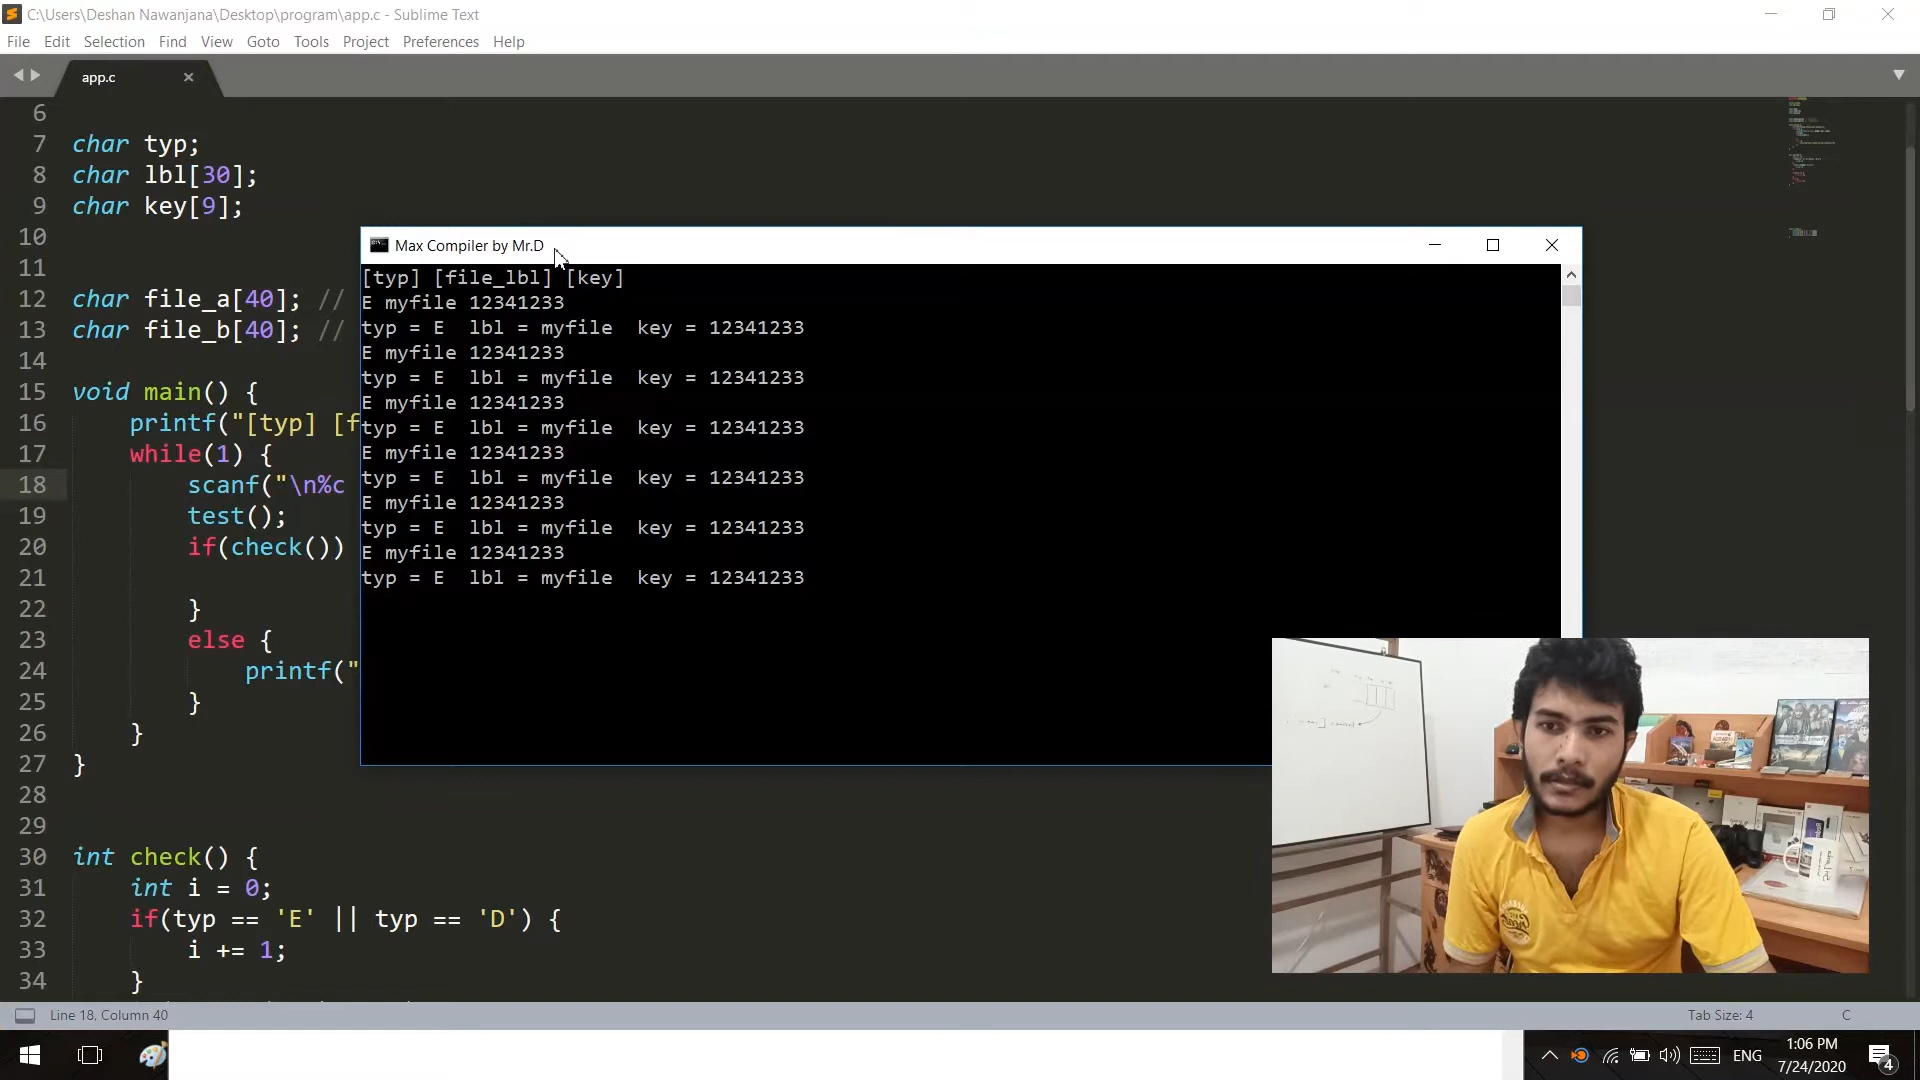 C:\Users\Deshan Nawanjana\Desktop\program\app.c - Sublime Text
File Edit Selection Find View Goto Tools Project Preferences Help
app.c
6
7 char typ;
8 char lbl[30];
9 char key[9];
10
11
12 char file_a[40]; //
13 char file_b[40]; //
14
15 void main() {
16 printf("[typ] [f
17 while(1) {
18 scanf("\n%c
19 test();
20 if(check())
21
22 }
23 else {
24 printf("
25 }
26 }
27 }
28
29
30 int check() {
31 int i = 0;
32 if(typ == 'E' || typ == 'D') {
33 i += 1;
34 }
Max Compiler by Mr.D
[typ] [file_lbl] [key]
E myfile 12341233
typ = E lbl = myfile key = 12341233
E myfile 12341233
typ = E lbl = myfile key = 12341233
E myfile 12341233
typ = E lbl = myfile key = 12341233
E myfile 12341233
typ = E lbl = myfile key = 12341233
E myfile 12341233
typ = E lbl = myfile key = 12341233
E myfile 12341233
typ = E lbl = myfile key = 12341233
Line 18, Column 40
Tab Size: 4
C
ENG
1:06 PM
7/24/2020
4